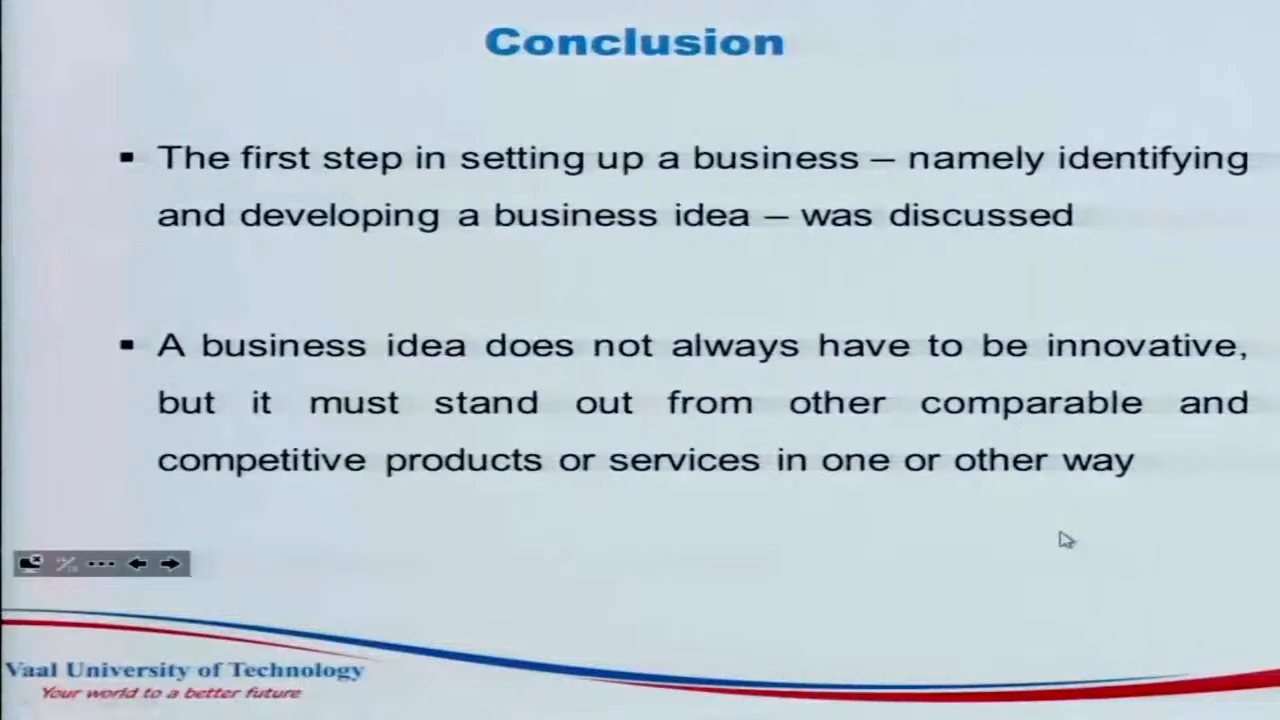 Conclusion
▪ The first step in setting up a business – namely identifying
and developing a business idea – was discussed
▪ A business idea does not always have to be innovative,
but it must stand out from other comparable and
competitive products or services in one or other way
Vaal University of Technology
Your world to a better future